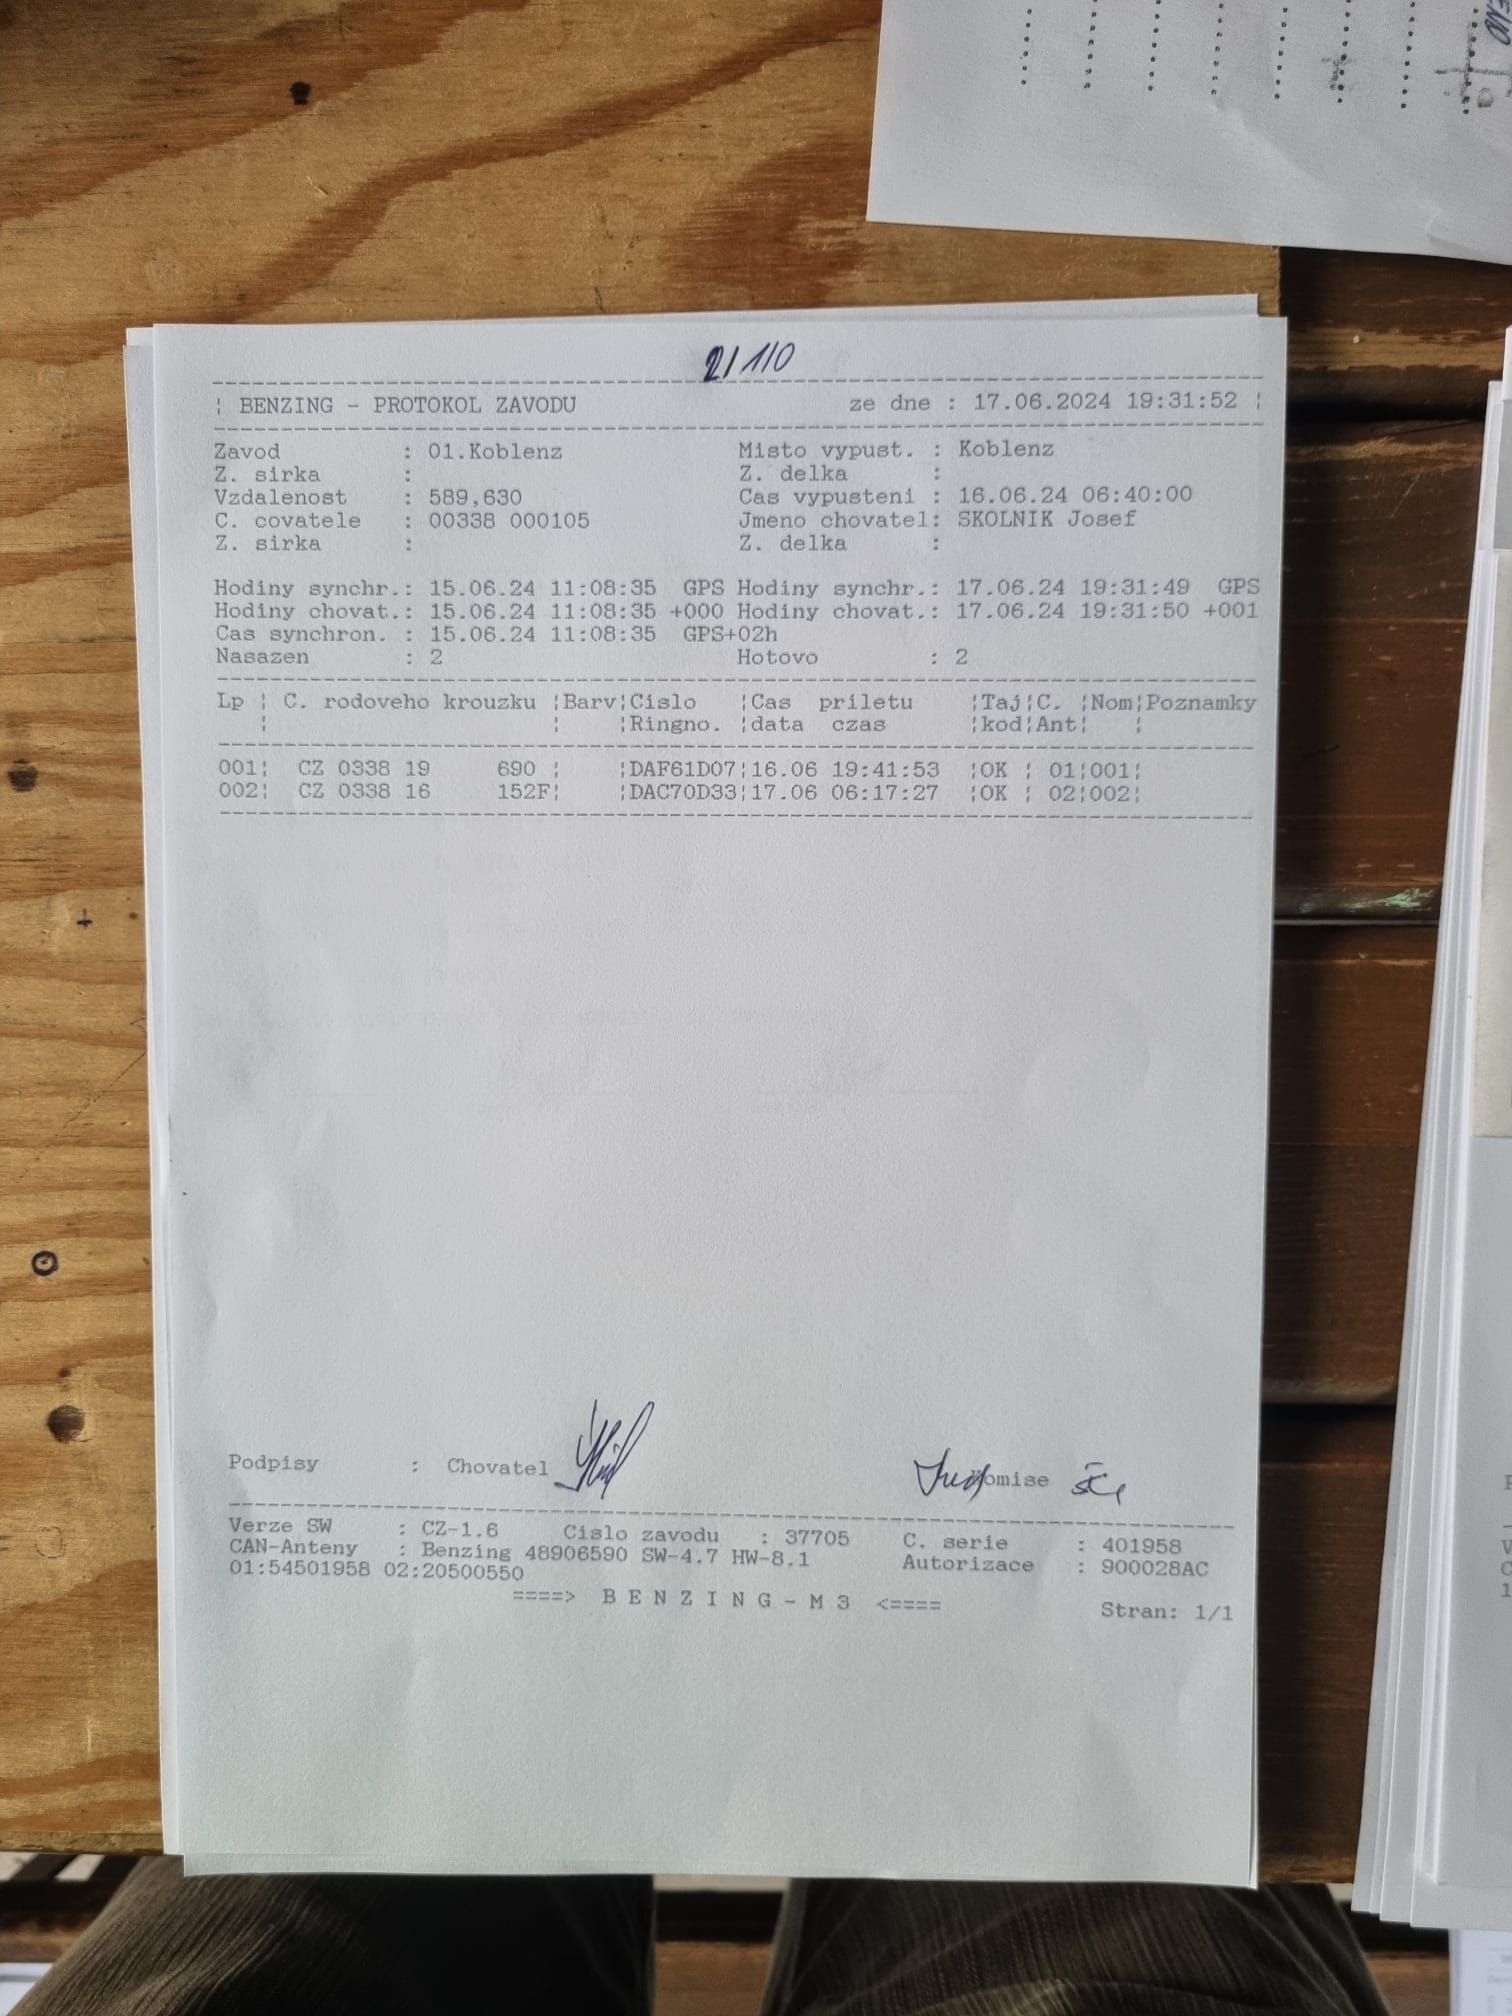 2/110
BENZING - PROTOKOL ZAVODU ze dne : 17.06.2024 19:31:52
Zavod : 01.Koblenz Misto vypust. : Koblenz
Z. sirka : Z. delka :
Vzdalenost : 589,630 Cas vypusteni : 16.06.24 06:40:00
C. covatele : 00338 000105 Jmeno chovatel: SKOLNIK Josef
Z. sirka : Z. delka :
Hodiny synchr.: 15.06.24 11:08:35 GPS Hodiny synchr.: 17.06.24 19:31:49 GPS
Hodiny chovat.: 15.06.24 11:08:35 +000 Hodiny chovat.: 17.06.24 19:31:50 +001
Cas synchron. : 15.06.24 11:08:35 GPS+02h
Nasazen : 2 Hotovo : 2
Lp ¦ C. rodoveho krouzku ¦Barv¦Cislo ¦Cas priletu ¦Taj¦C. ¦Nom¦Poznamky
¦ ¦ ¦Ringno. ¦data czas ¦kod¦Ant¦ ¦
001¦ CZ 0338 19 690 ¦ ¦DAF61D07¦16.06 19:41:53 ¦OK ¦ 01¦001¦
002¦ CZ 0338 16 152F¦ ¦DAC70D33¦17.06 06:17:27 ¦OK ¦ 02¦002¦
Podpisy : Chovatel Komise
Verze SW : CZ-1.6 Cislo zavodu : 37705 C. serie : 401958
CAN-Anteny : Benzing 48906590 SW-4.7 HW-8.1 Autorizace : 900028AC
01:54501958 02:20500550
====> B E N Z I N G - M 3 <====
Stran: 1/1